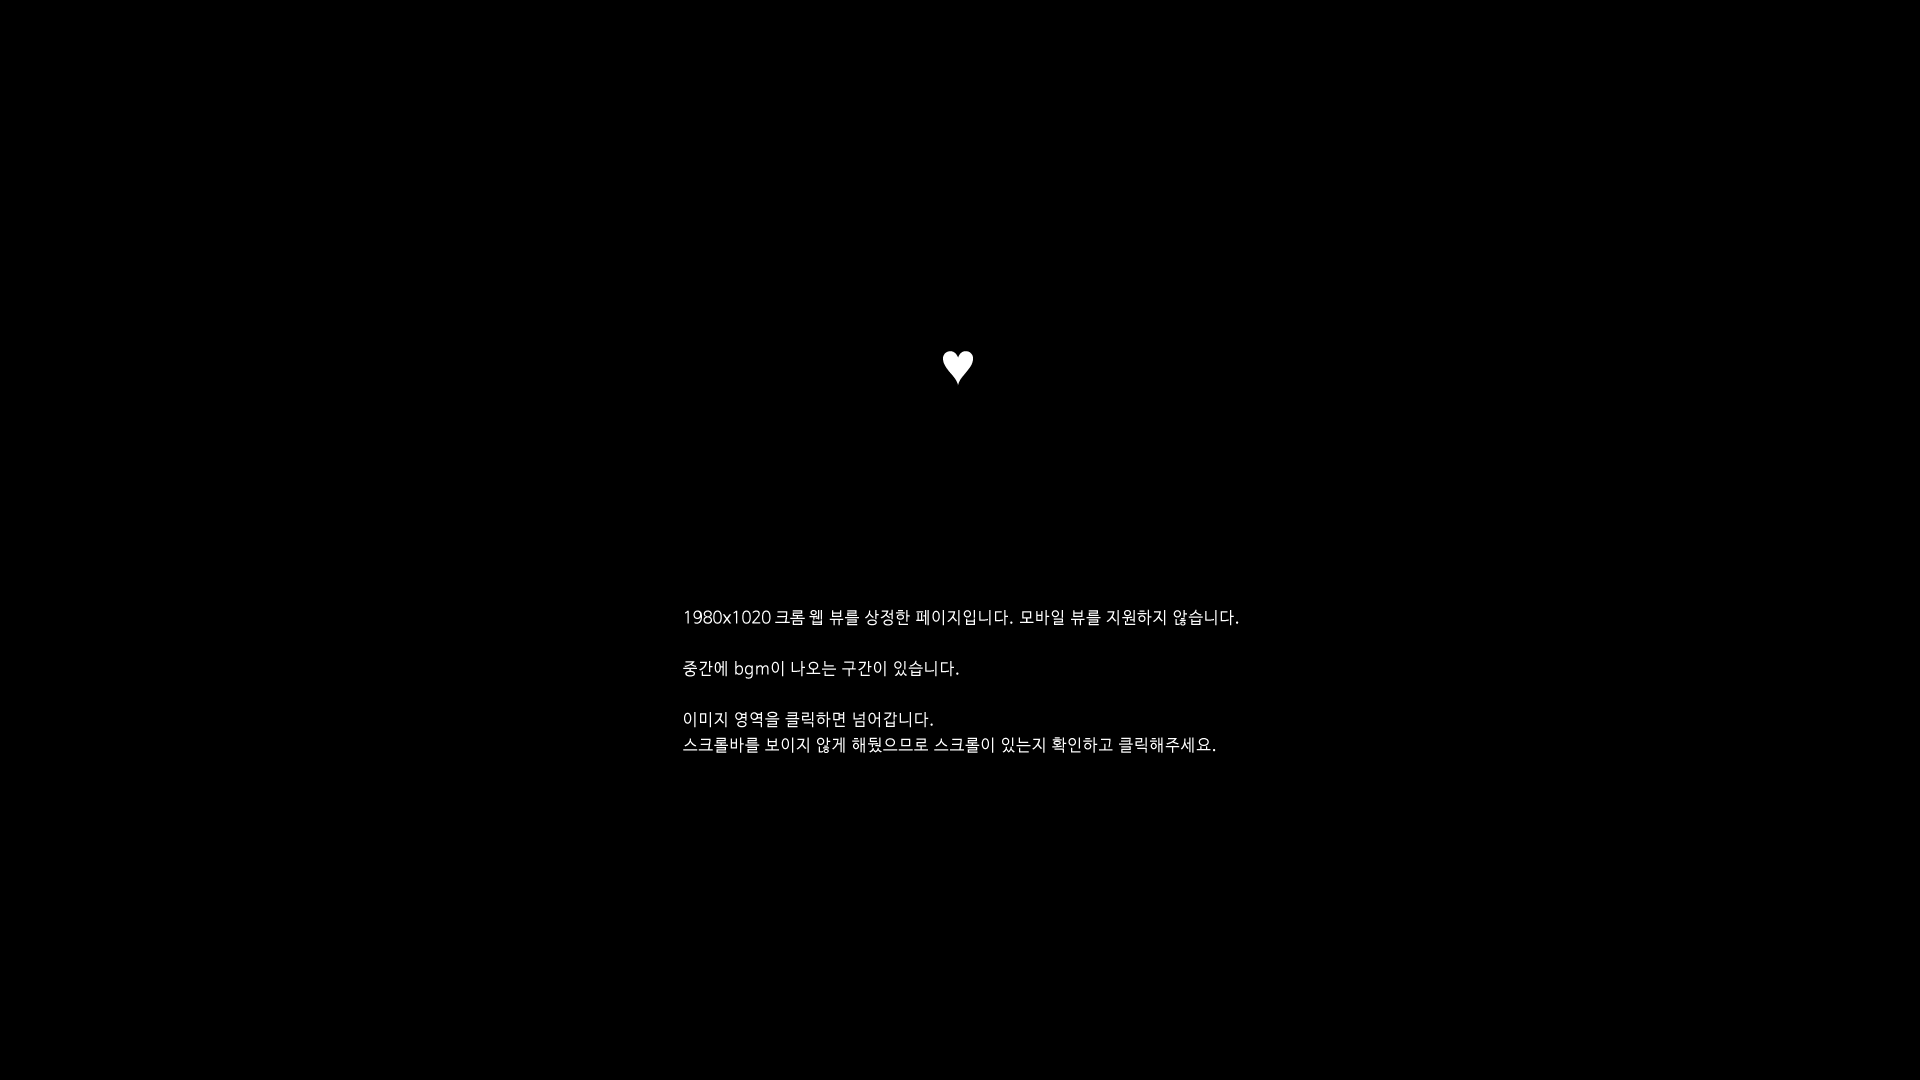 ♥
1980x1020 크롬 웹 뷰를 상정한 페이지입니다. 모바일 뷰를 지원하지 않습니다.
중간에 bgm이 나오는 구간이 있습니다.
이미지 영역을 클릭하면 넘어갑니다.
스크롤바를 보이지 않게 해뒀으므로 스크롤이 있는지 확인하고 클릭해주세요.